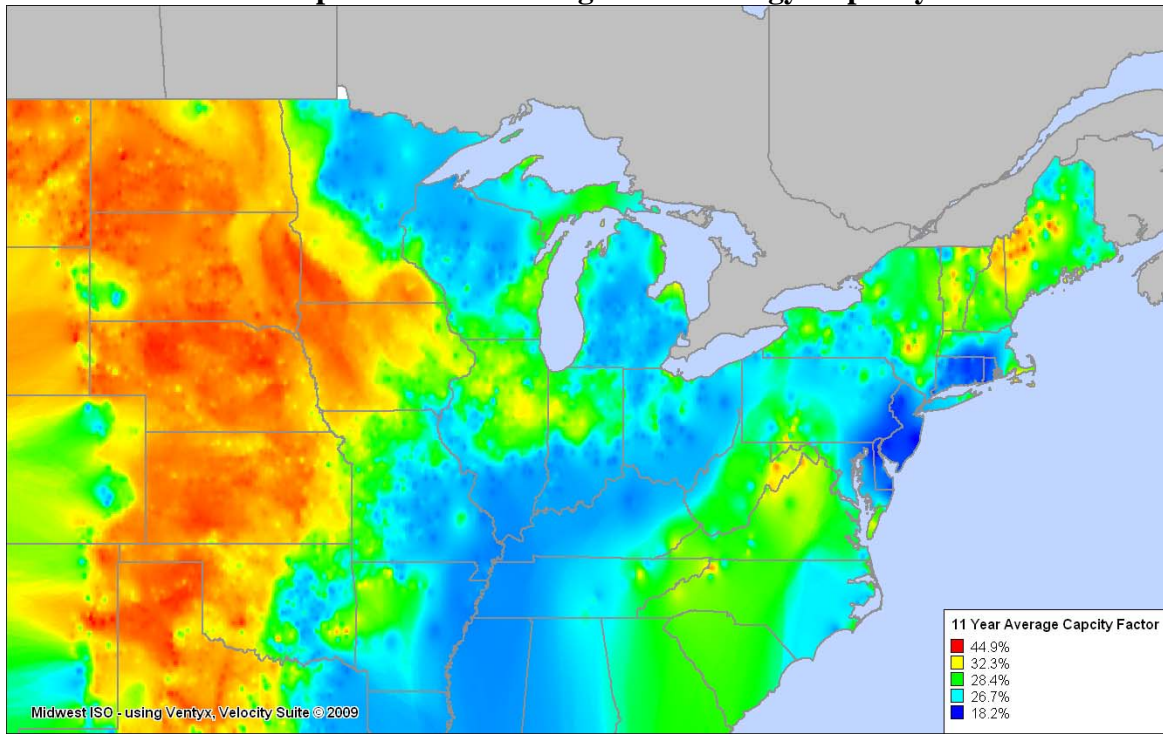 11 Year Average Capcity Factor
44.9%
32.3%
28.4%
26.7%
18.2%
Midwest ISO - using Ventyx, Velocity Suite © 2009